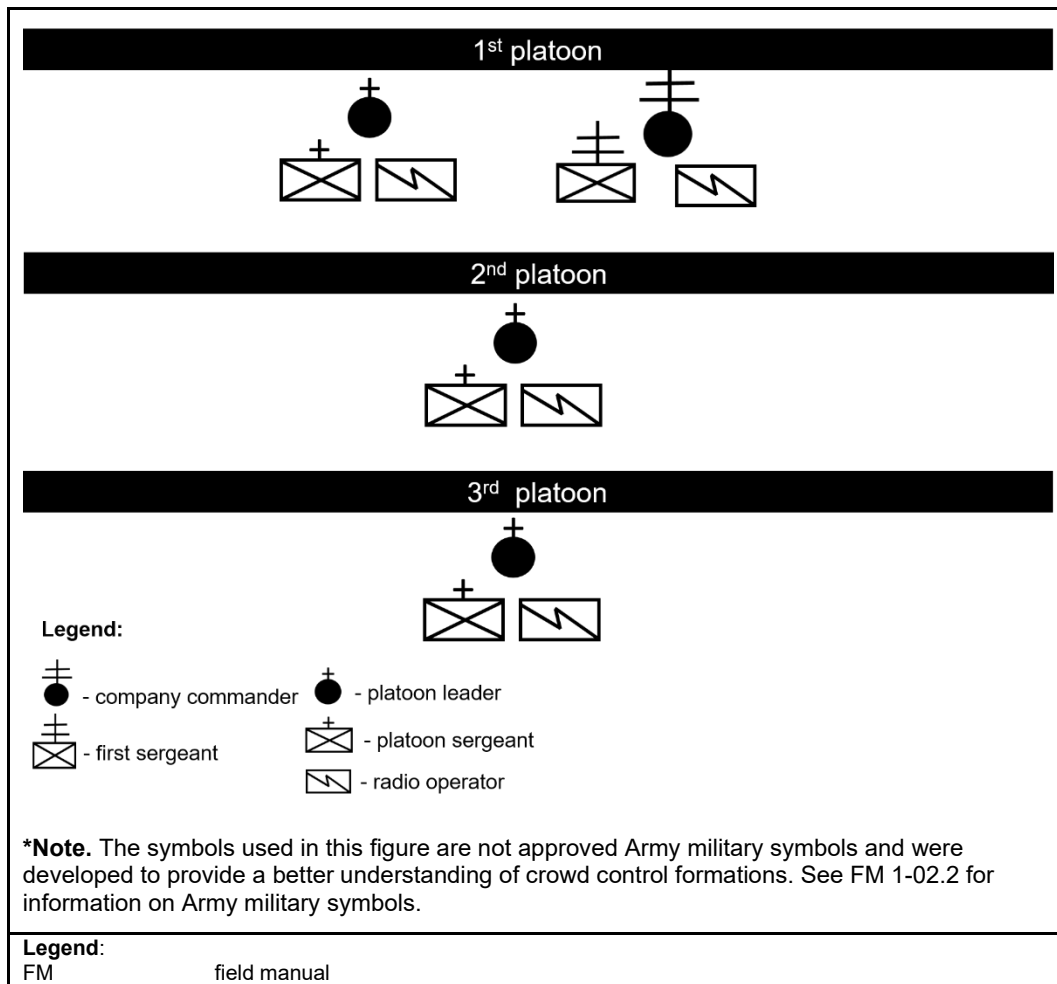 1st platoon
2nd platoon
3rd platoon
Legend:
- company commander
- platoon leader
- first sergeant
- platoon sergeant
- radio operator
*Note. The symbols used in this figure are not approved Army military symbols and were
developed to provide a better understanding of crowd control formations. See FM 1-02.2 for
information on Army military symbols.
Legend:
FM field manual